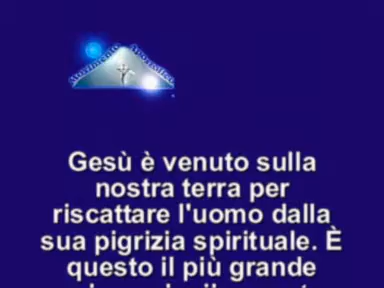 Gesù è venuto sulla
nostra terra per
riscattare l'uomo dalla
sua pigrizia spirituale. È
questo il più grande